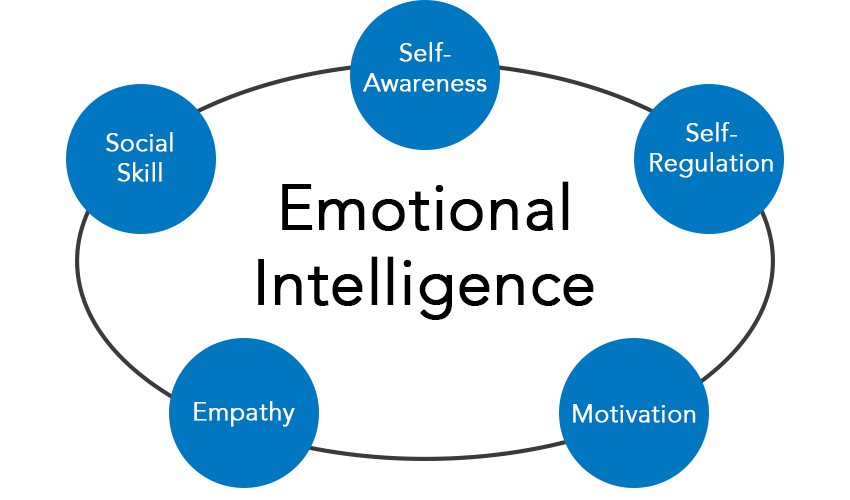 Self-
Awareness
Social
Skill
Self-
Regulation
Emotional
Intelligence
Empathy
Motivation